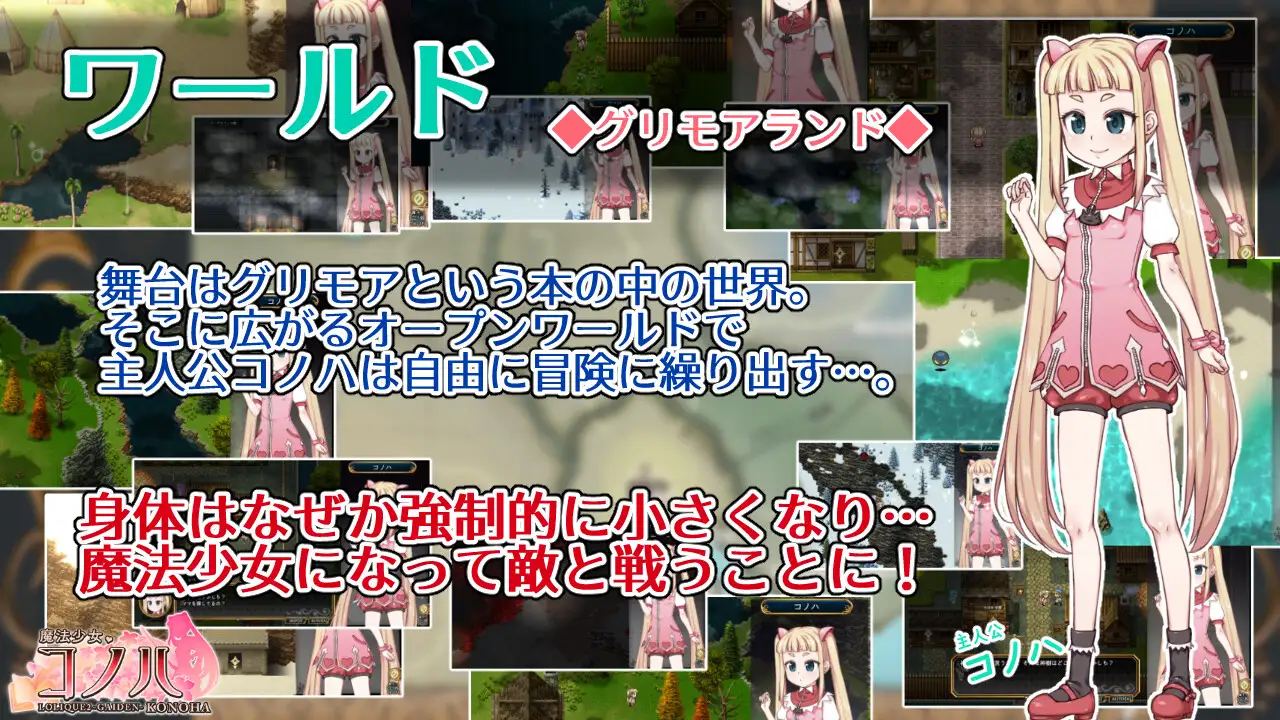 ワールド
◆グリモアランド◆
コノハ
舞台はグリモアという本の中の世界。
そこに広がるオープンワールドで
主人公コノハは自由に冒険に繰り出す…。
コノハ
身体はなぜか強制的に小さくなり…
魔法少女になって敵と戦うことに！
コノハ
主人公
コノハ
魔法少女
コノハ
LOLIQUE2-GAIDEN- KONOHA